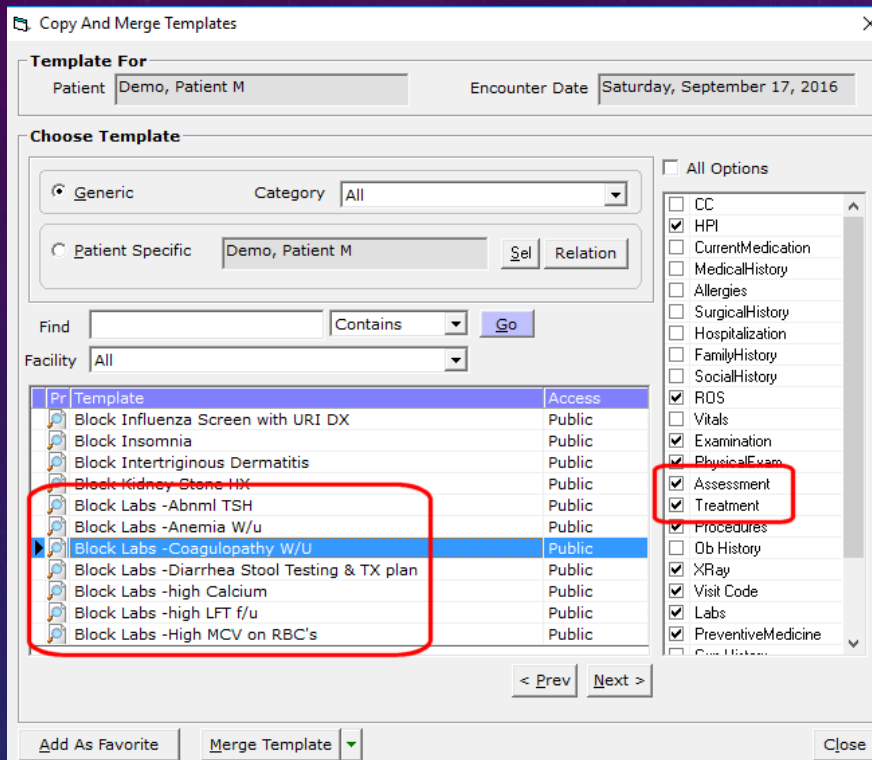 Copy And Merge Templates
Template For
Patient Demo, Patient M Encounter Date Saturday, September 17, 2016
Choose Template
Generic Category All
Patient Specific Demo, Patient M Sel Relation
Find Contains Go
Facility All
Pr Template Access
Block Influenza Screen with URI DX Public
Block Insomnia Public
Block Intertriginous Dermatitis Public
Block Kidney Stone HX Public
Block Labs -Abnml TSH Public
Block Labs -Anemia W/u Public
Block Labs -Coagulopathy W/U Public
Block Labs -Diarrhea Stool Testing & TX plan Public
Block Labs -high Calcium Public
Block Labs -high LFT f/u Public
Block Labs -High MCV on RBC's Public
< Prev Next >
All Options
CC
HPI
CurrentMedication
MedicalHistory
Allergies
SurgicalHistory
Hospitalization
FamilyHistory
SocialHistory
ROS
Vitals
Examination
PhysicalExam
Assessment
Treatment
Procedures
Ob History
XRay
Visit Code
Labs
PreventiveMedicine
Add As Favorite Merge Template Close